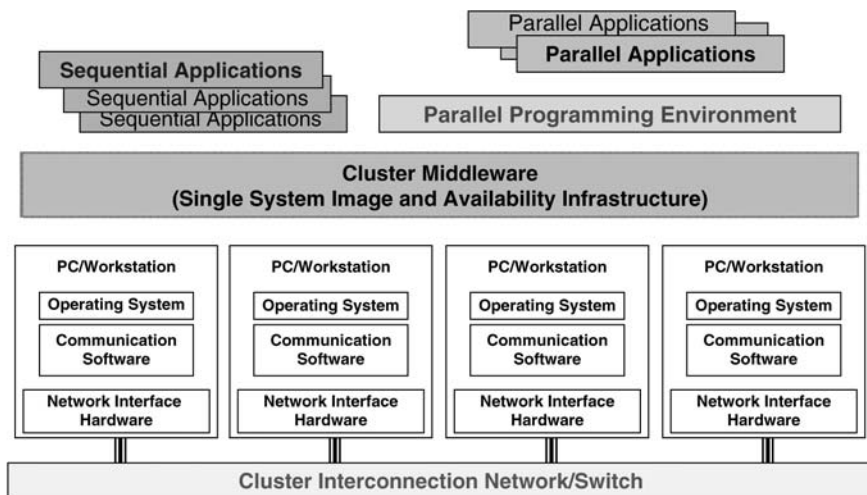 Parallel Applications
Parallel Applications
Sequential Applications
Sequential Applications
Sequential Applications
Parallel Programming Environment
Cluster Middleware
(Single System Image and Availability Infrastructure)
PC/Workstation
Operating System
Communication
Software
Network Interface
Hardware
PC/Workstation
Operating System
Communication
Software
Network Interface
Hardware
PC/Workstation
Operating System
Communication
Software
Network Interface
Hardware
PC/Workstation
Operating System
Communication
Software
Network Interface
Hardware
Cluster Interconnection Network/Switch